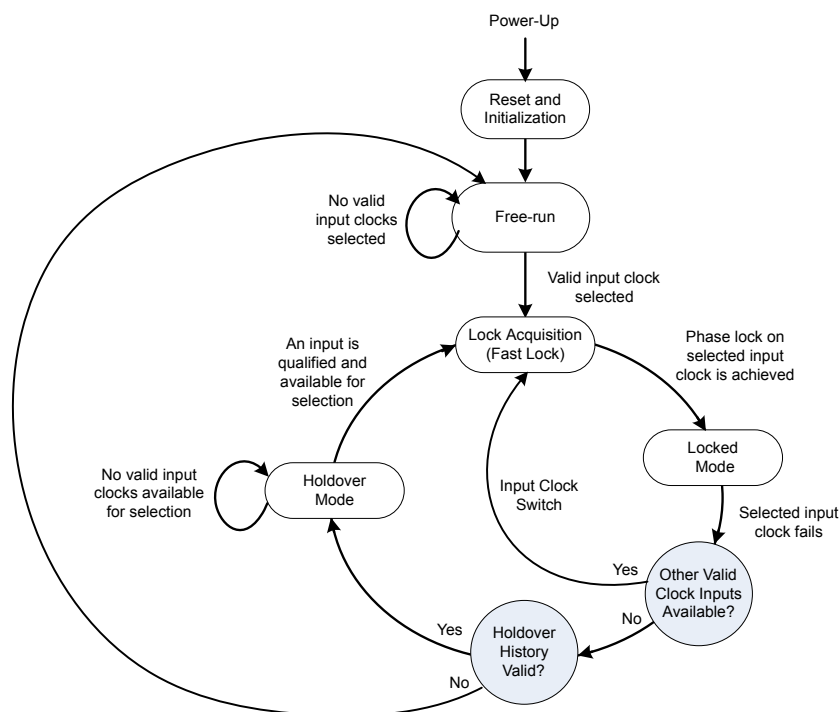 Power-Up
Reset and
Initialization
No valid
input clocks
selected
Free-run
Valid input clock
selected
An input is
qualified and
available for
selection
Lock Acquisition
(Fast Lock)
Phase lock on
selected input
clock is achieved
No valid input
clocks available
for selection
Holdover
Mode
Input Clock
Switch
Locked
Mode
Selected input
clock fails
Yes
Other Valid
Clock Inputs
Available?
No
Yes
Holdover
History
Valid?
No